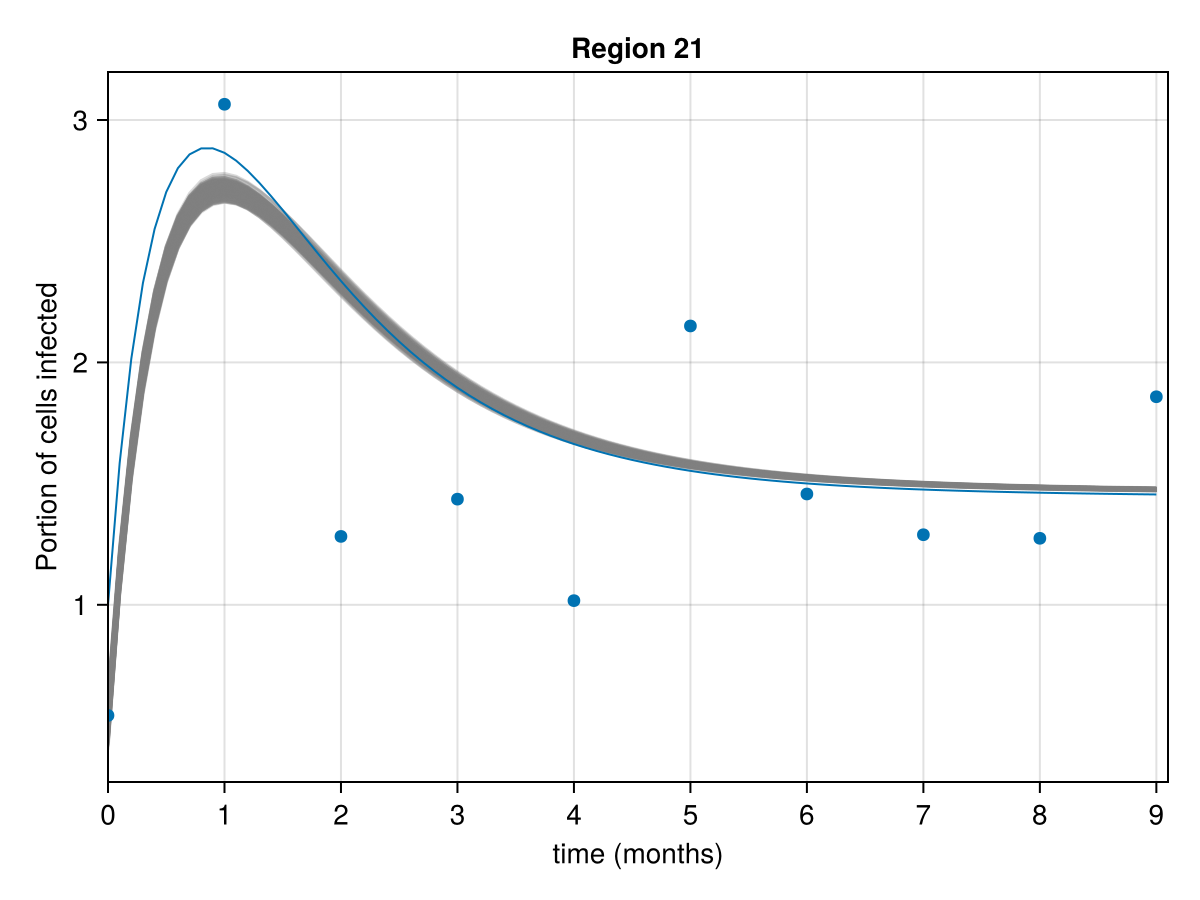 Region 21
Portion of cells infected
3
2
1
0 1 2 3 4 5 6 7 8 9
time (months)